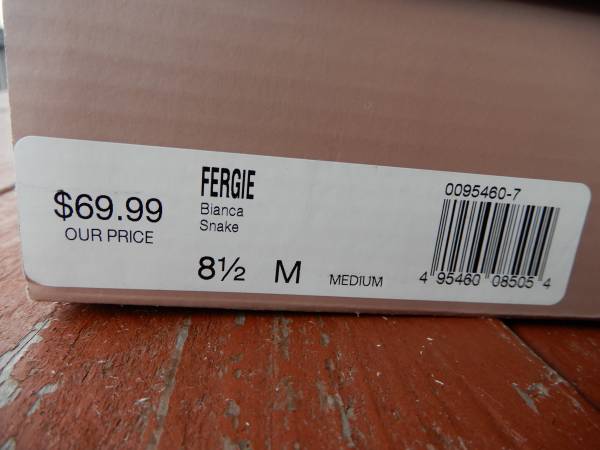 $69.99
OUR PRICE
FERGIE
Bianca
Snake
8½ M MEDIUM
0095460-7
4 95460 08505 4